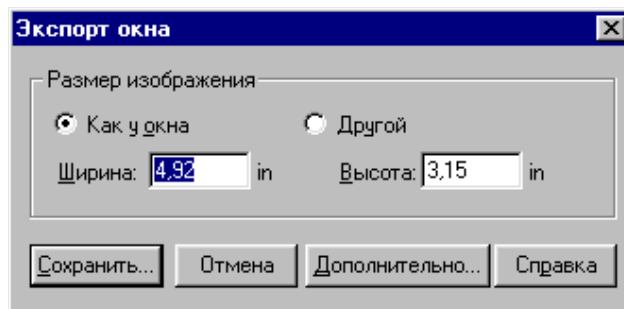 Экспорт окна
Размер изображения
Как у окна Другой
Ширина: 4,92 in Высота: 3,15 in
Сохранить... Отмена Дополнительно... Справка